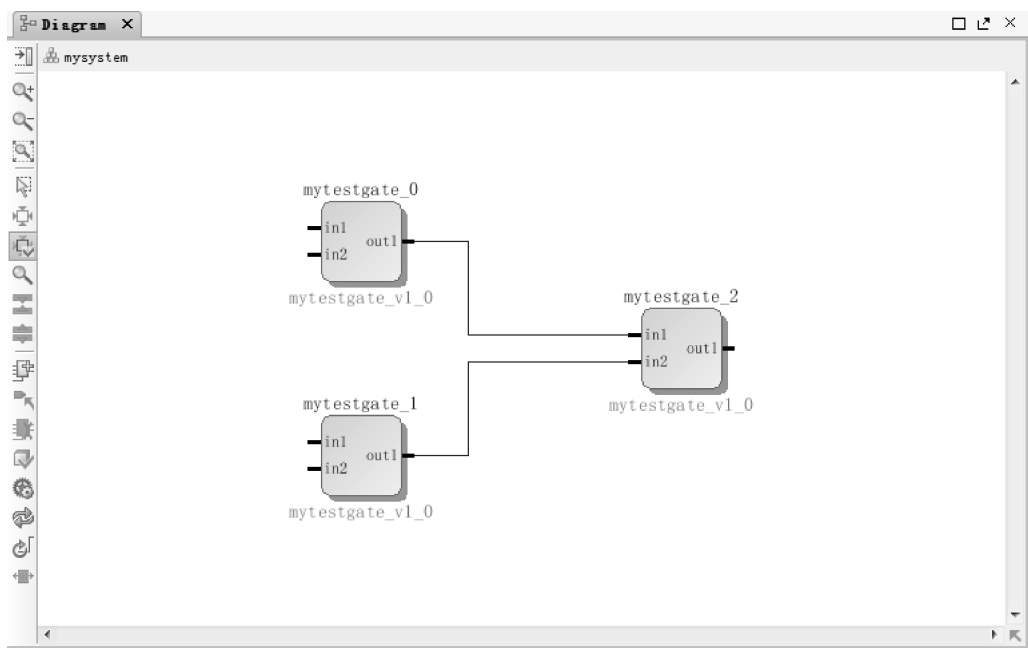 Diagram
mysystem
mytestgate_0
in1
out1
in2
mytestgate_v1_0
mytestgate_2
in1
out1
in2
mytestgate_v1_0
mytestgate_1
in1
out1
in2
mytestgate_v1_0